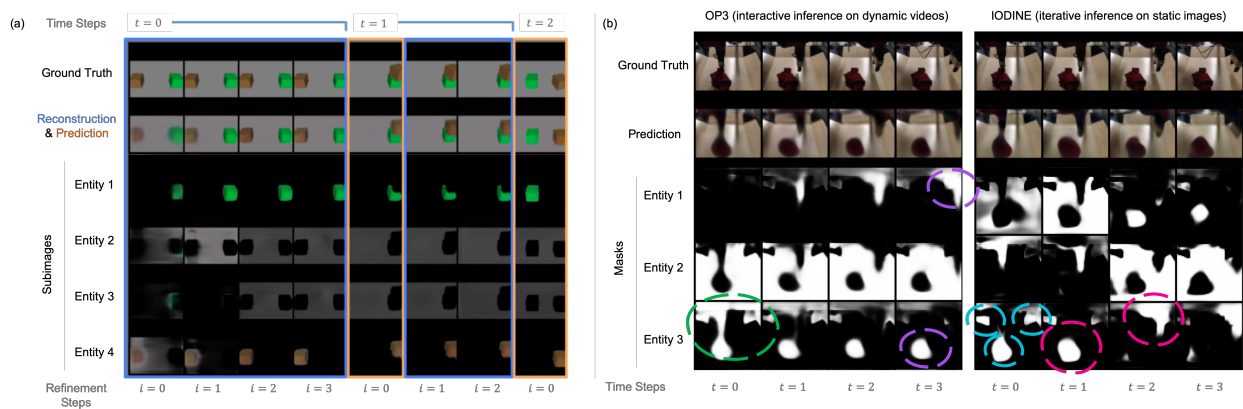 (a)
Time Steps
t = 0
t = 1
t = 2
Ground Truth
Reconstruction
& Prediction
Subimages
Entity 1
Entity 2
Entity 3
Entity 4
Refinement
Steps
i = 0
i = 1
i = 2
i = 3
i = 0
i = 1
i = 2
i = 0
(b)
OP3 (interactive inference on dynamic videos)
IODINE (iterative inference on static images)
Ground Truth
Prediction
Masks
Entity 1
Entity 2
Entity 3
Time Steps
t = 0
t = 1
t = 2
t = 3
t = 0
t = 1
t = 2
t = 3